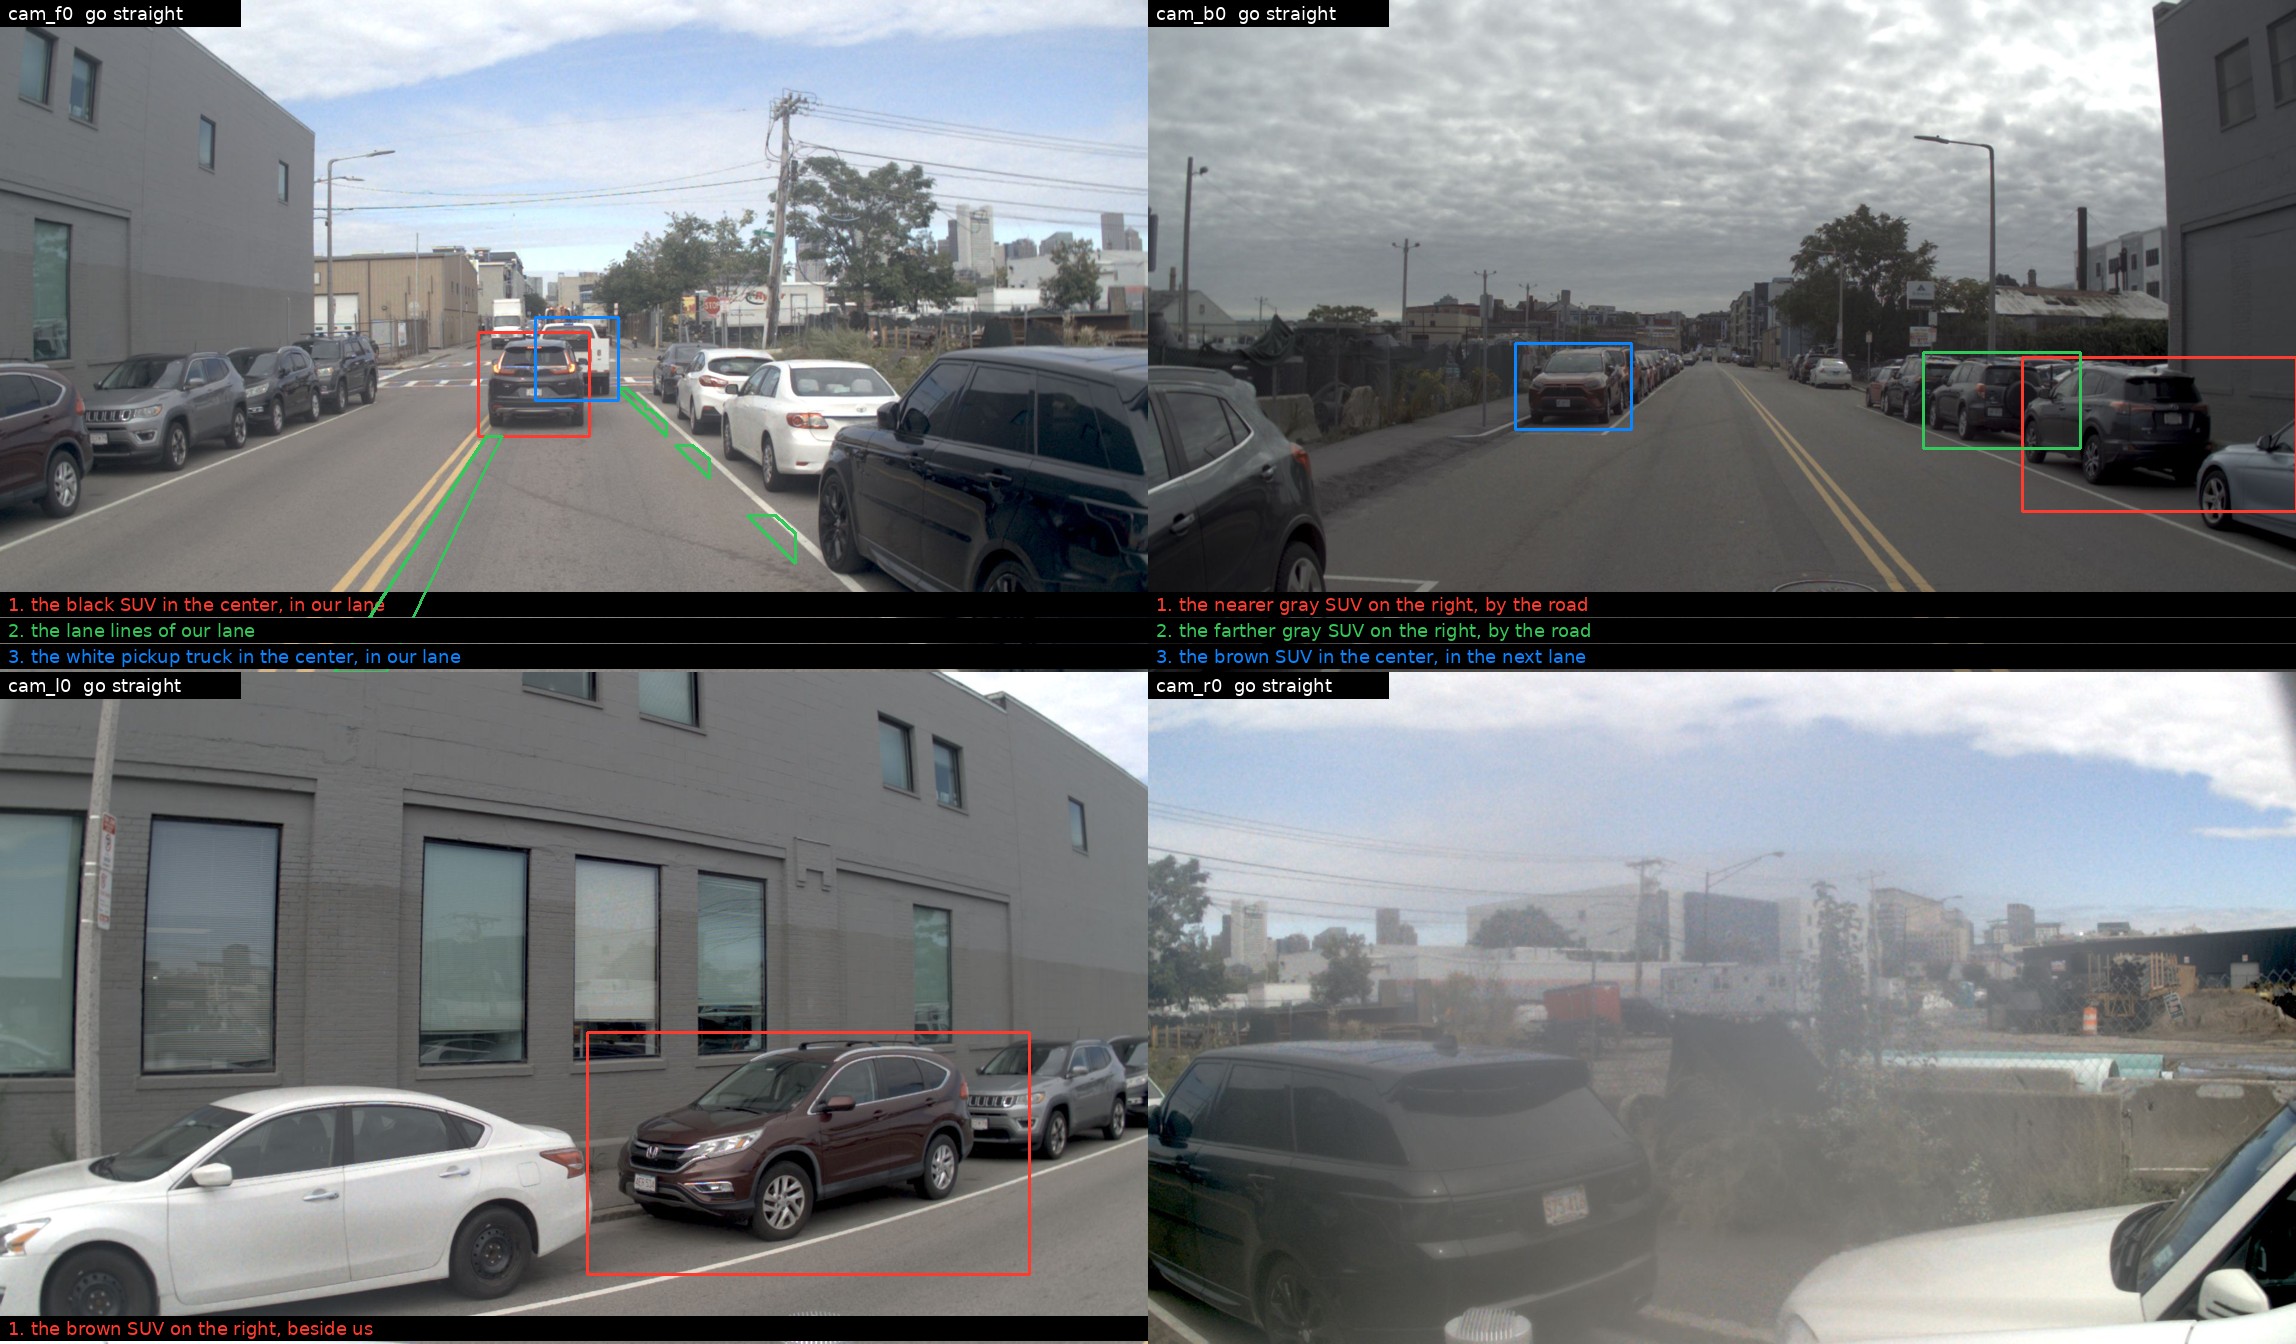 cam_f0 go straight
cam_b0 go straight
STOP
1. the black SUV in the center, in our lane
2. the lane lines of our lane
3. the white pickup truck in the center, in our lane
1. the nearer gray SUV on the right, by the road
2. the farther gray SUV on the right, by the road
3. the brown SUV in the center, in the next lane
cam_l0 go straight
cam_r0 go straight
1. the brown SUV on the right, beside us